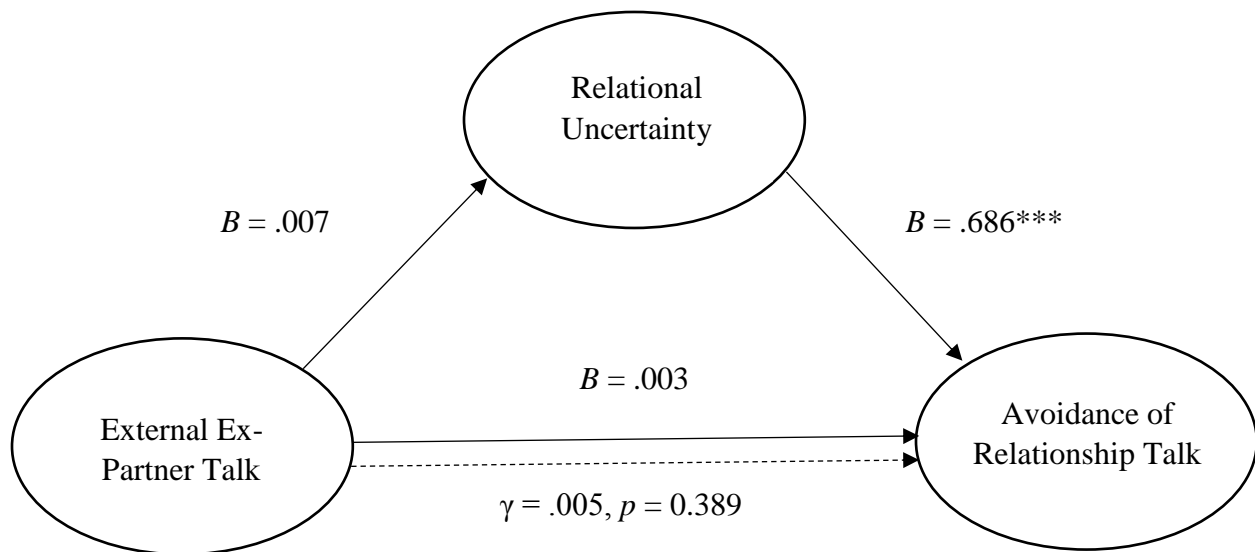 Relational
Uncertainty
B = .007
B = .686***
B = .003
External Ex-
Partner Talk
Avoidance of
Relationship Talk
γ = .005, p = 0.389